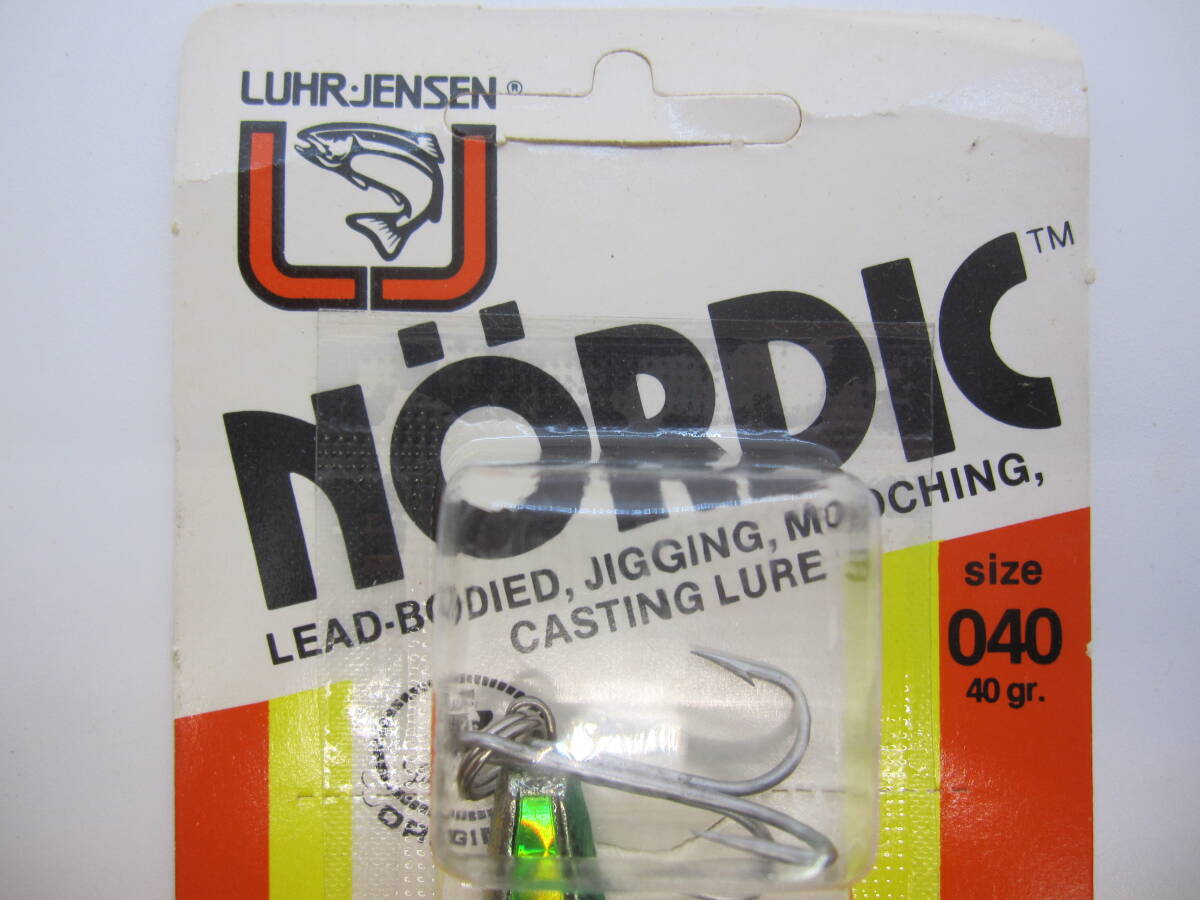 LUHR·JENSEN®
NÖRDIC™
LEAD-BODIED, JIGGING, MOOCHING,
CASTING LURE
size
040
40 gr.